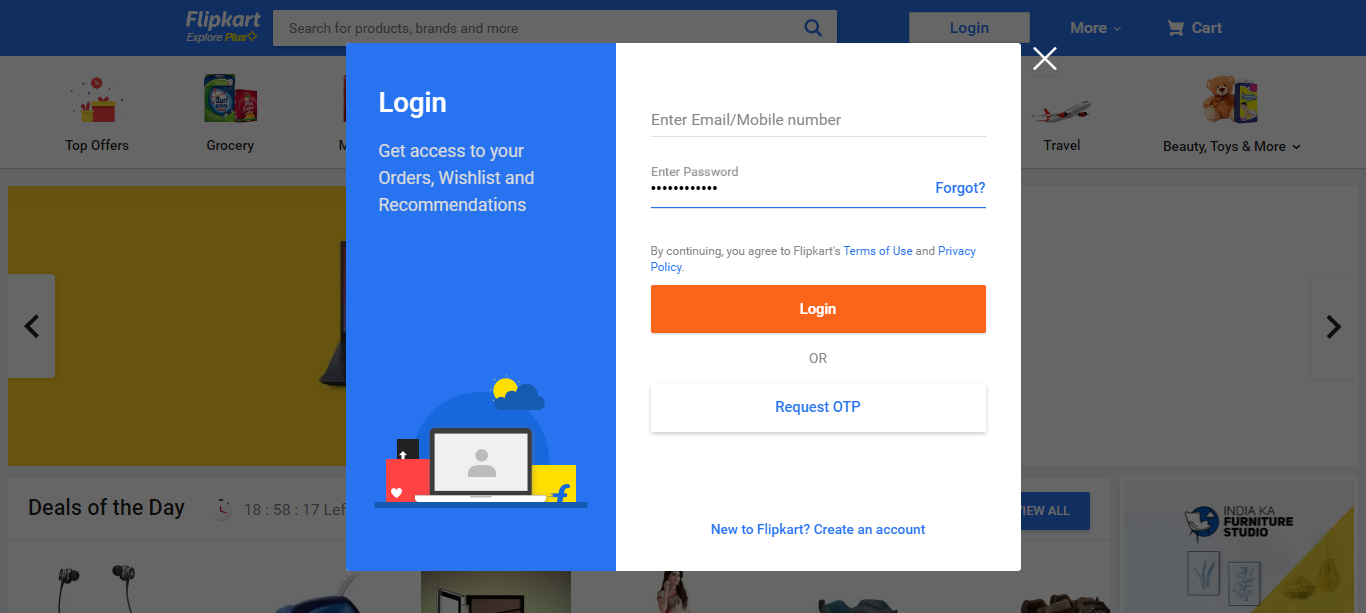 Flipkart
Explore Plus
Search for products, brands and more
Login
More
Cart
Top Offers
Grocery
M
Travel
Beauty, Toys & More
Login
Get access to your
Orders, Wishlist and
Recommendations
Enter Email/Mobile number
Enter Password
••••••••••••
Forgot?
By continuing, you agree to Flipkart's Terms of Use and Privacy
Policy.
Login
OR
Request OTP
New to Flipkart? Create an account
Deals of the Day
18 : 58 : 17 Lef
VIEW ALL
INDIA KA
FURNITURE
STUDIO